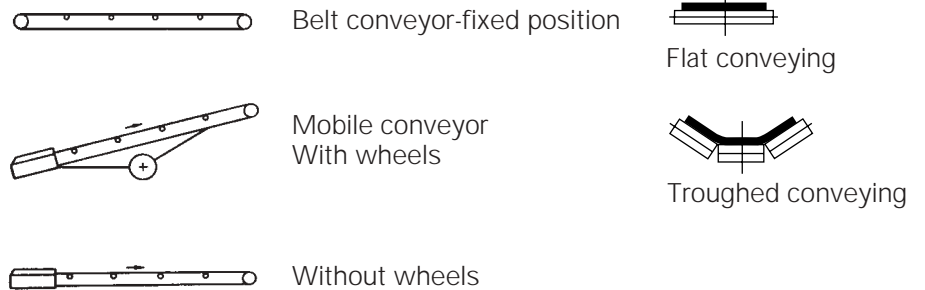 Belt conveyor-fixed position
Flat conveying
Mobile conveyor
With wheels
Troughed conveying
Without wheels